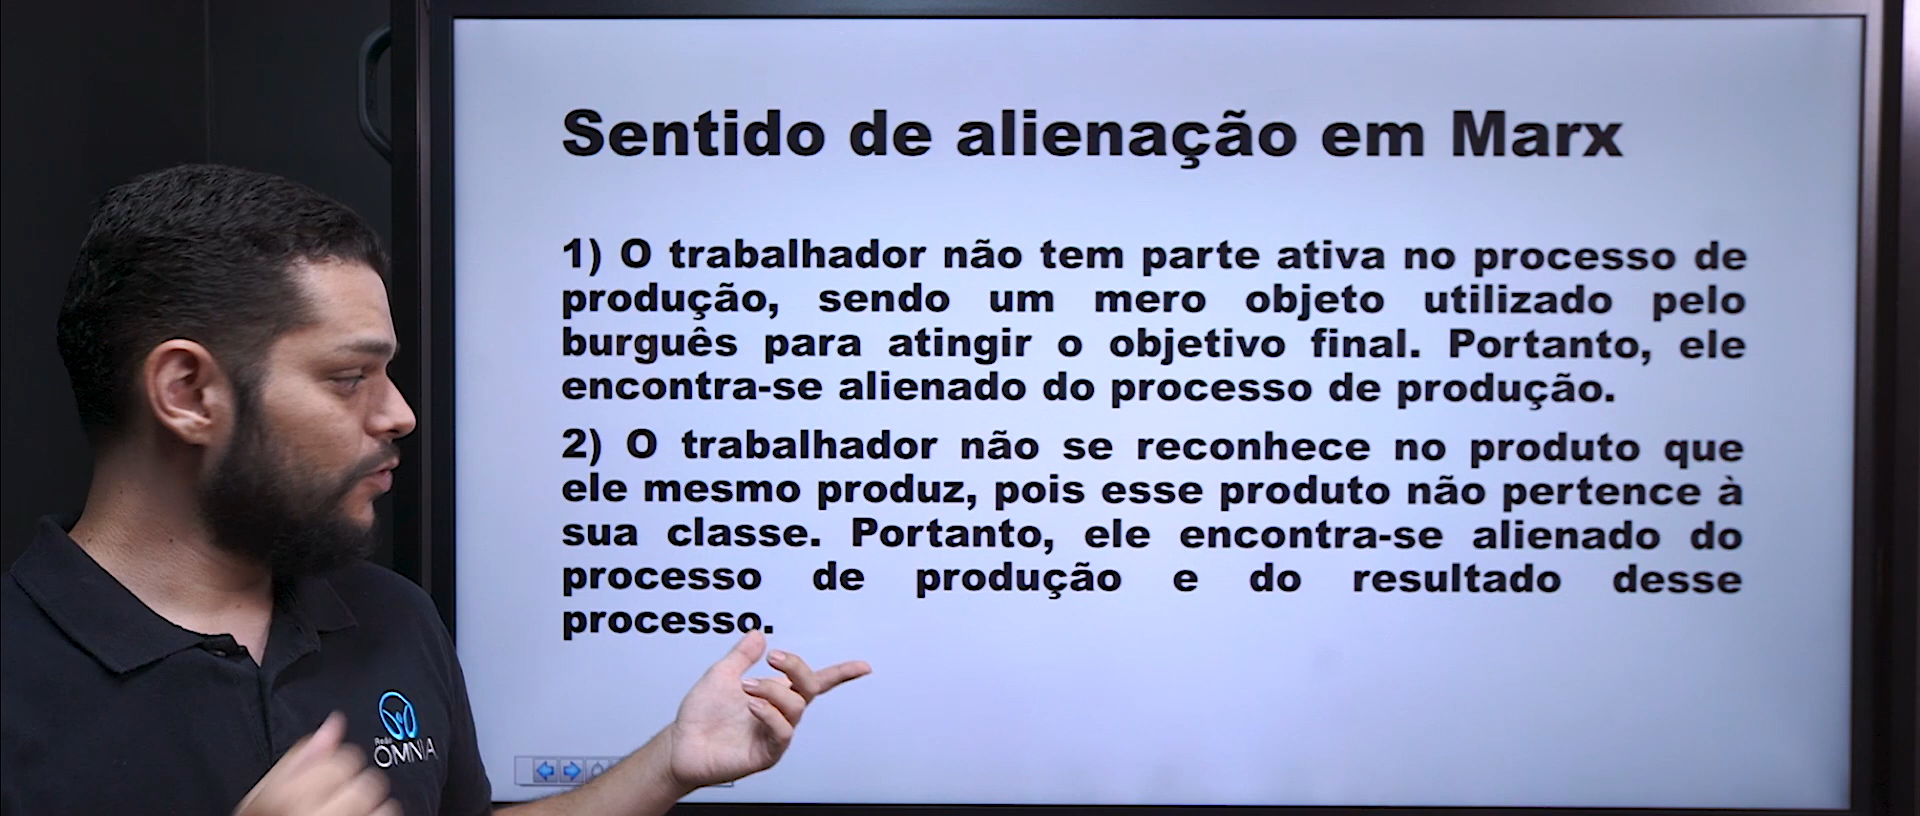 Sentido de alienação em Marx
1) O trabalhador não tem parte ativa no processo de
produção, sendo um mero objeto utilizado pelo
burguês para atingir o objetivo final. Portanto, ele
encontra-se alienado do processo de produção.
2) O trabalhador não se reconhece no produto que
ele mesmo produz, pois esse produto não pertence à
sua classe. Portanto, ele encontra-se alienado do
processo de produção e do resultado desse
processo.
Rede
OMNIA